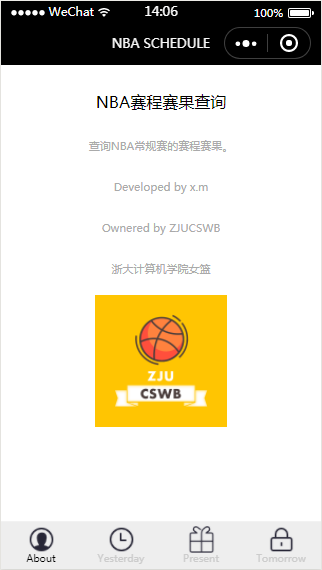 WeChat 14:06 100%
NBA SCHEDULE
NBA赛程赛果查询
查询NBA常规赛的赛程赛果。
Developed by x.m
Ownered by ZJUCSWB
浙大计算机学院女篮
ZJU
CSWB
About Yesterday Present Tomorrow